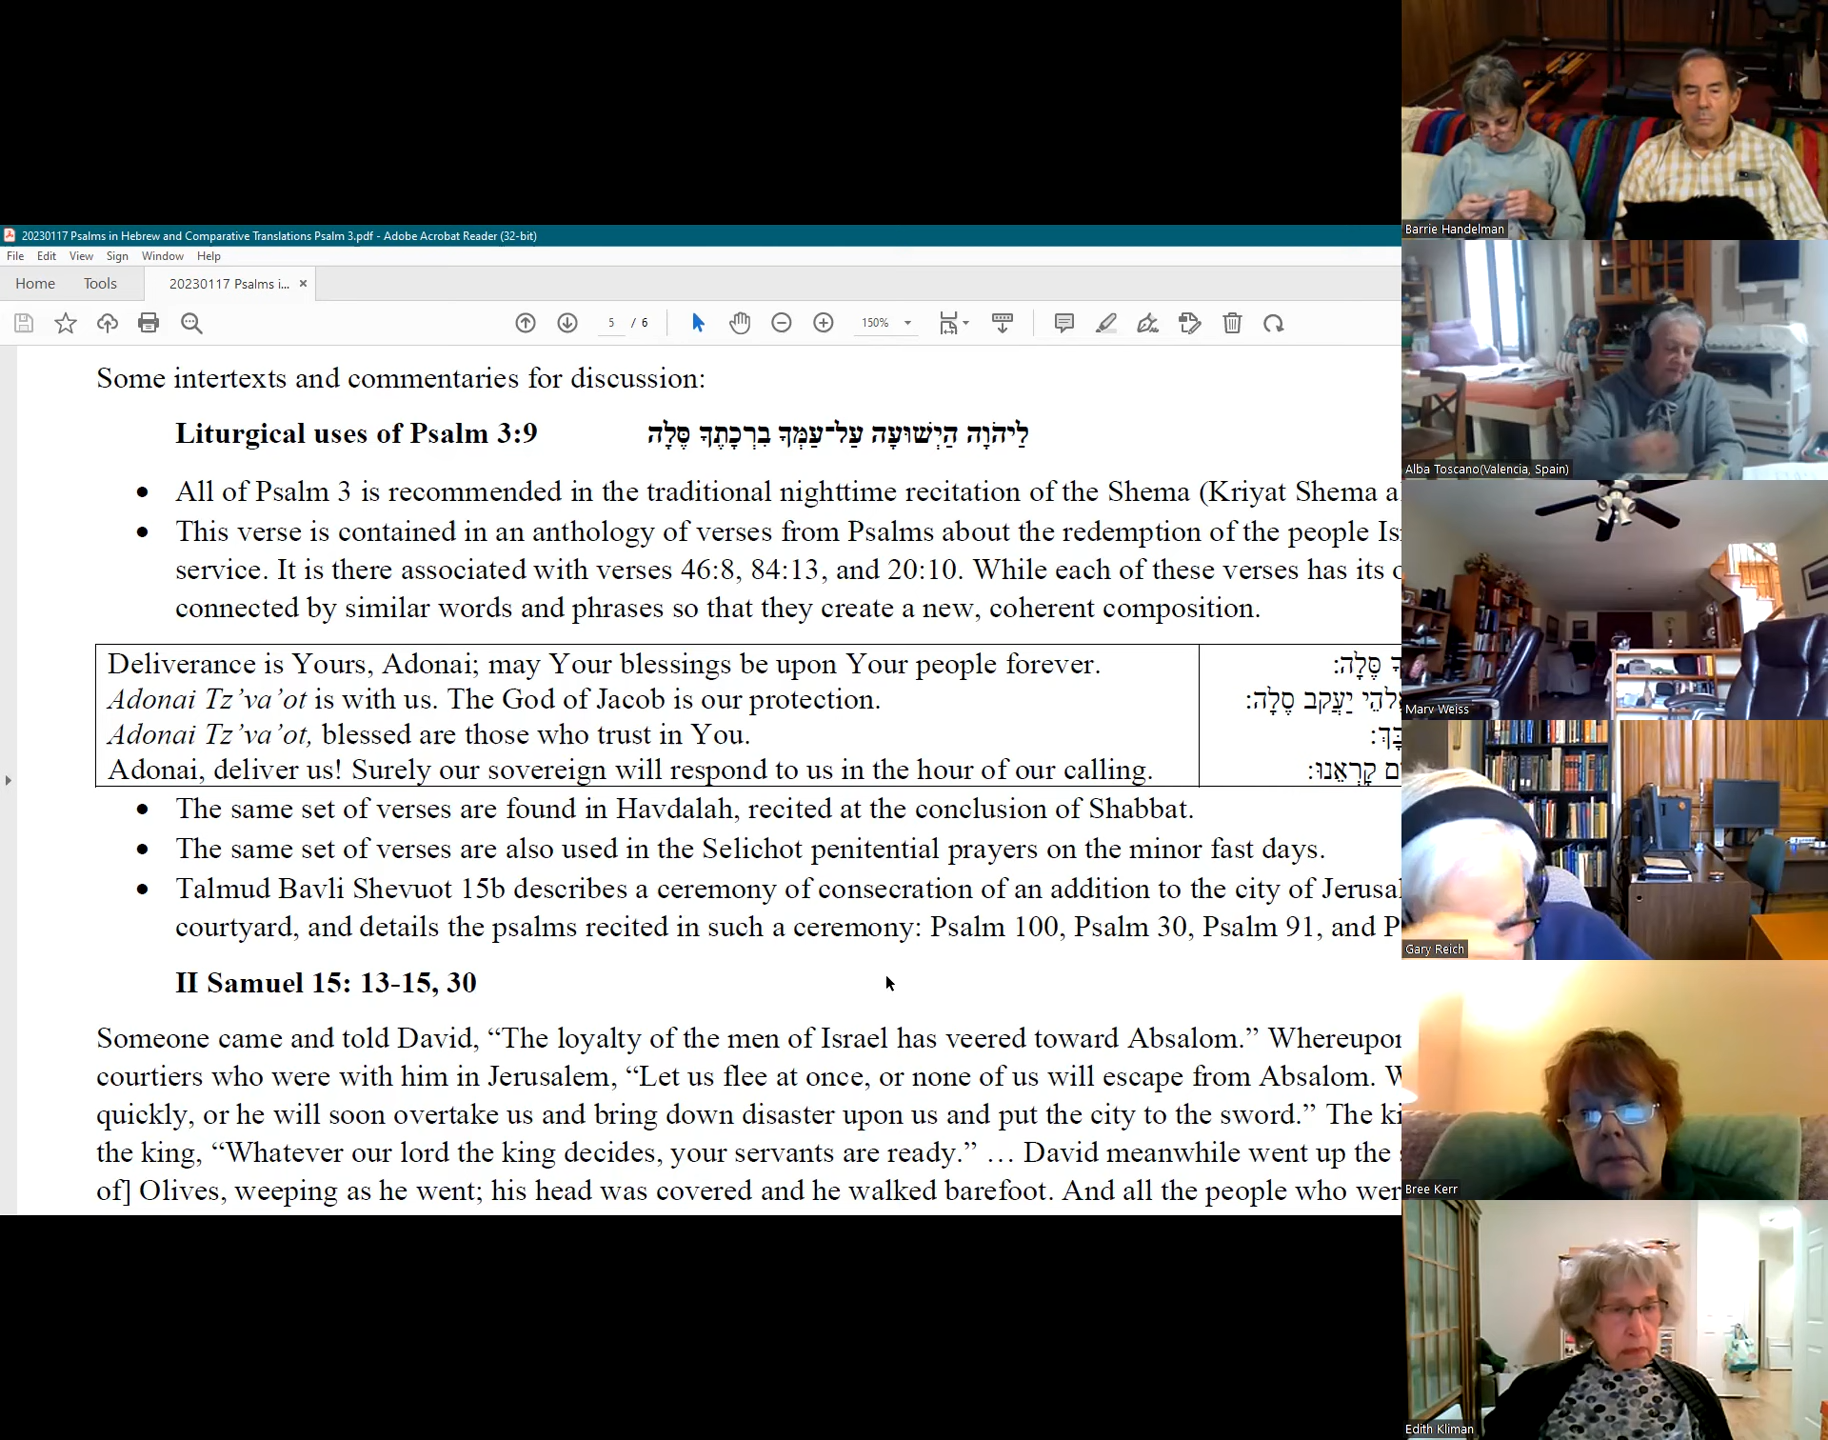 20230117 Psalms in Hebrew and Comparative Translations Psalm 3.pdf - Adobe Acrobat Reader (32-bit)
File Edit View Sign Window Help
Home Tools 20230117 Psalms i... ×
5 / 6 150%
Some intertexts and commentaries for discussion:
Liturgical uses of Psalm 3:9 לַיהֹוָה הַיְשׁוּעָה עַל־עַמְּךָ בִרְכָתֶךָ סֶּלָה
• All of Psalm 3 is recommended in the traditional nighttime recitation of the Shema (Kriyat Shema a
• This verse is contained in an anthology of verses from Psalms about the redemption of the people Is
service. It is there associated with verses 46:8, 84:13, and 20:10. While each of these verses has its
connected by similar words and phrases so that they create a new, coherent composition.
Deliverance is Yours, Adonai; may Your blessings be upon Your people forever. ךָ סֶּלָה:
Adonai Tz’va’ot is with us. The God of Jacob is our protection. לֹהֵי יַעֲקֹב סֶלָה:
Adonai Tz’va’ot, blessed are those who trust in You. בָּךְ:
Adonai, deliver us! Surely our sovereign will respond to us in the hour of our calling. ם קָרְאֵנוּ:
• The same set of verses are found in Havdalah, recited at the conclusion of Shabbat.
• The same set of verses are also used in the Selichot penitential prayers on the minor fast days.
• Talmud Bavli Shevuot 15b describes a ceremony of consecration of an addition to the city of Jerusal
courtyard, and details the psalms recited in such a ceremony: Psalm 100, Psalm 30, Psalm 91, and P
II Samuel 15: 13-15, 30
Someone came and told David, “The loyalty of the men of Israel has veered toward Absalom.” Whereupon
courtiers who were with him in Jerusalem, “Let us flee at once, or none of us will escape from Absalom. W
quickly, or he will soon overtake us and bring down disaster upon us and put the city to the sword.” The ki
the king, “Whatever our lord the king decides, your servants are ready.” … David meanwhile went up the
of] Olives, weeping as he went; his head was covered and he walked barefoot. And all the people who wer
Barrie Handelman
Alba Toscano(Valencia, Spain)
Marv Weiss
Gary Reich
Bree Kerr
Edith Kliman